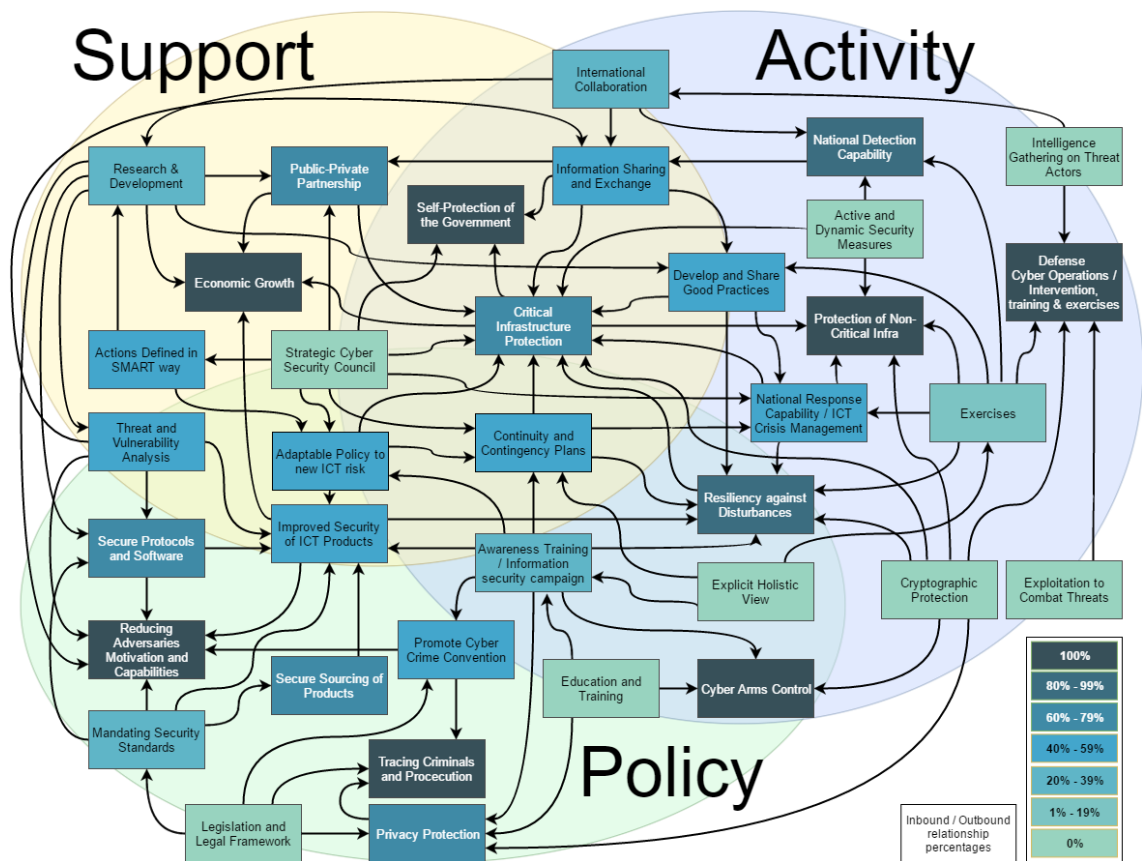 Support
Activity
International
Collaboration
National Detection
Capability
Intelligence
Gathering on Threat
Actors
Research &
Development
Public-Private
Partnership
Information Sharing
and Exchange
Self-Protection of
the Government
Active and
Dynamic Security
Measures
Economic Growth
Develop and Share
Good Practices
Defense
Cyber Operations /
Intervention,
training & exercises
Critical
Infrastructure
Protection
Protection of Non-
Critical Infra
Actions Defined in
SMART way
Strategic Cyber
Security Council
National Response
Capability / ICT
Crisis Management
Exercises
Threat and
Vulnerability
Analysis
Adaptable Policy to
new ICT risk
Continuity and
Contingency Plans
Resiliency against
Disturbances
Secure Protocols
and Software
Improved Security
of ICT Products
Awareness Training
/ Information
security campaign
Explicit Holistic
View
Cryptographic
Protection
Exploitation to
Combat Threats
Reducing
Adversaries
Motivation and
Capabilities
Promote Cyber
Crime Convention
Secure Sourcing of
Products
Education and
Training
Cyber Arms Control
Mandating Security
Standards
Tracing Criminals
and Procecution
Policy
Legislation and
Legal Framework
Privacy Protection
Inbound / Outbound
relationship
percentages
100%
80% - 99%
60% - 79%
40% - 59%
20% - 39%
1% - 19%
0%